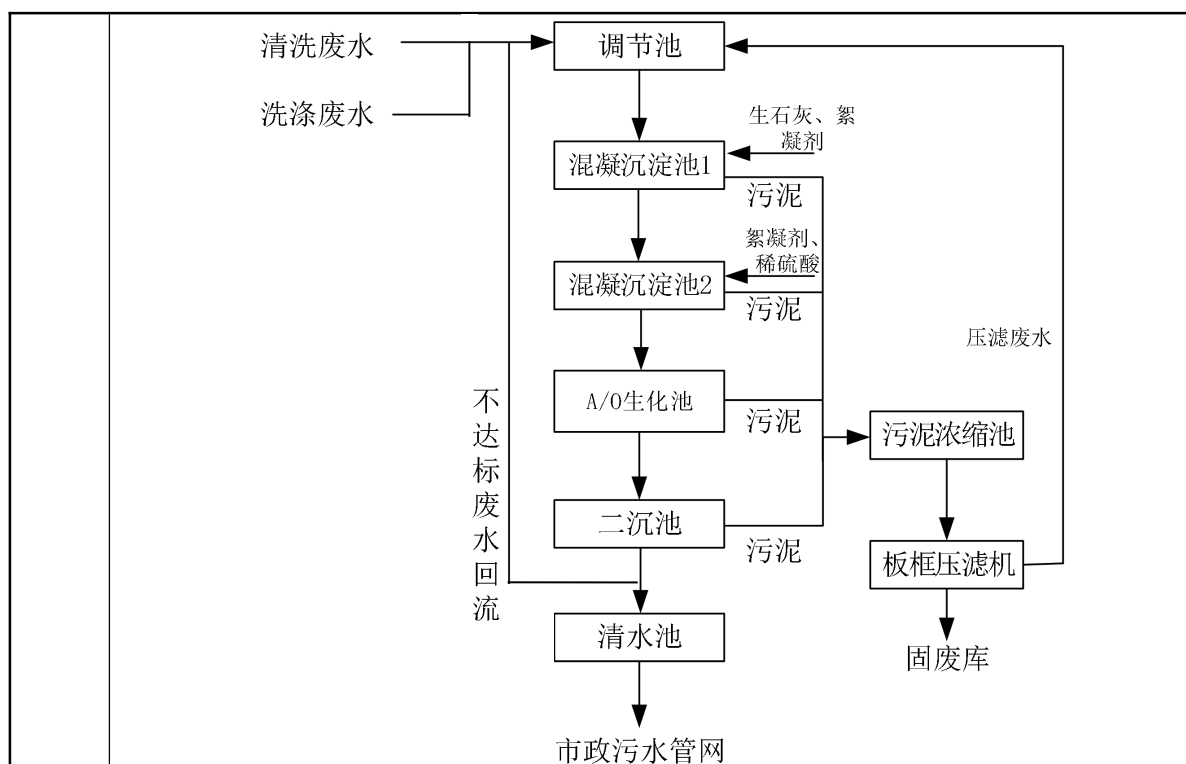 清洗废水
调节池
洗涤废水
生石灰、絮
凝剂
混凝沉淀池1
污泥
絮凝剂、
稀硫酸
混凝沉淀池2
污泥
压滤废水
不达标废水回流
A/O生化池
污泥
污泥浓缩池
二沉池
污泥
板框压滤机
清水池
固废库
市政污水管网